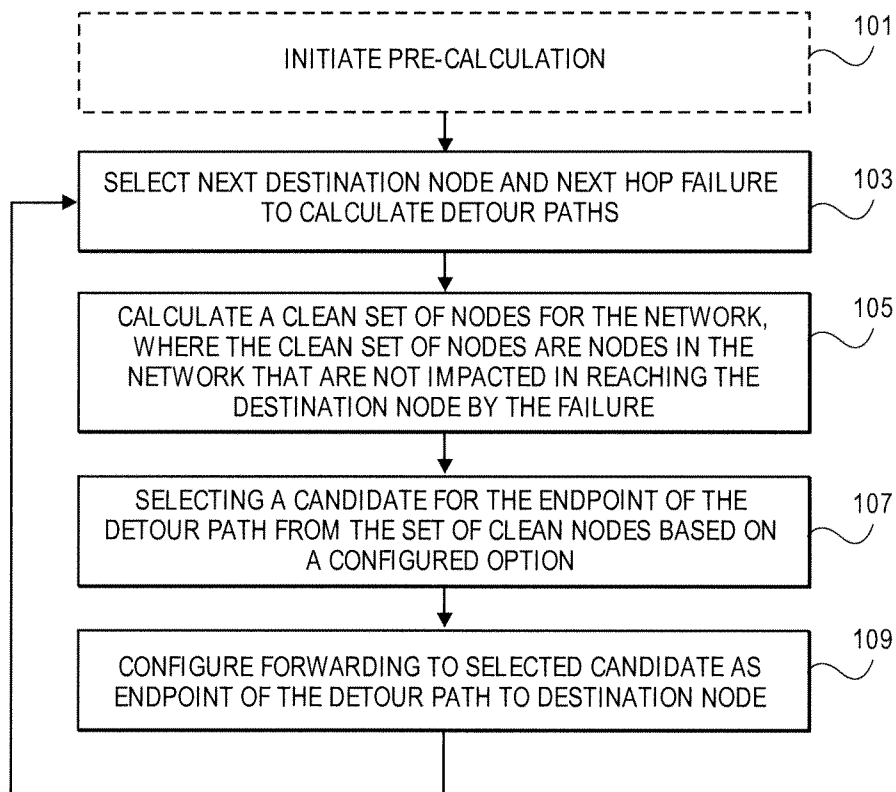 INITIATE PRE-CALCULATION
101
SELECT NEXT DESTINATION NODE AND NEXT HOP FAILURE
TO CALCULATE DETOUR PATHS
103
CALCULATE A CLEAN SET OF NODES FOR THE NETWORK,
WHERE THE CLEAN SET OF NODES ARE NODES IN THE
NETWORK THAT ARE NOT IMPACTED IN REACHING THE
DESTINATION NODE BY THE FAILURE
105
SELECTING A CANDIDATE FOR THE ENDPOINT OF THE
DETOUR PATH FROM THE SET OF CLEAN NODES BASED ON
A CONFIGURED OPTION
107
CONFIGURE FORWARDING TO SELECTED CANDIDATE AS
ENDPOINT OF THE DETOUR PATH TO DESTINATION NODE
109